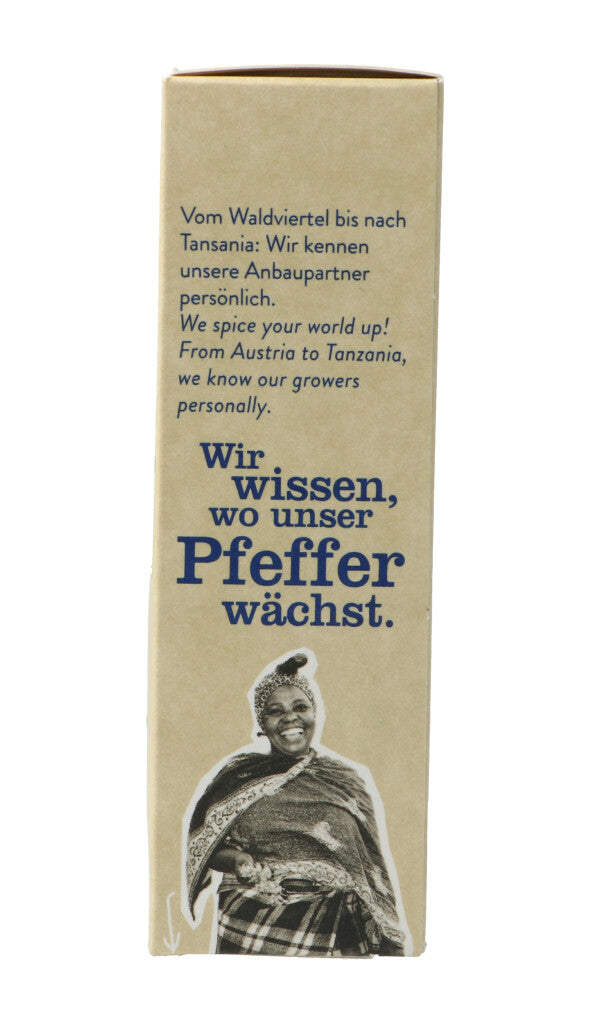 Vom Waldviertel bis nach
Tansania: Wir kennen
unsere Anbaupartner
persönlich.
We spice your world up!
From Austria to Tanzania,
we know our growers
personally.
Wir
wissen,
wo unser
Pfeffer
wächst.